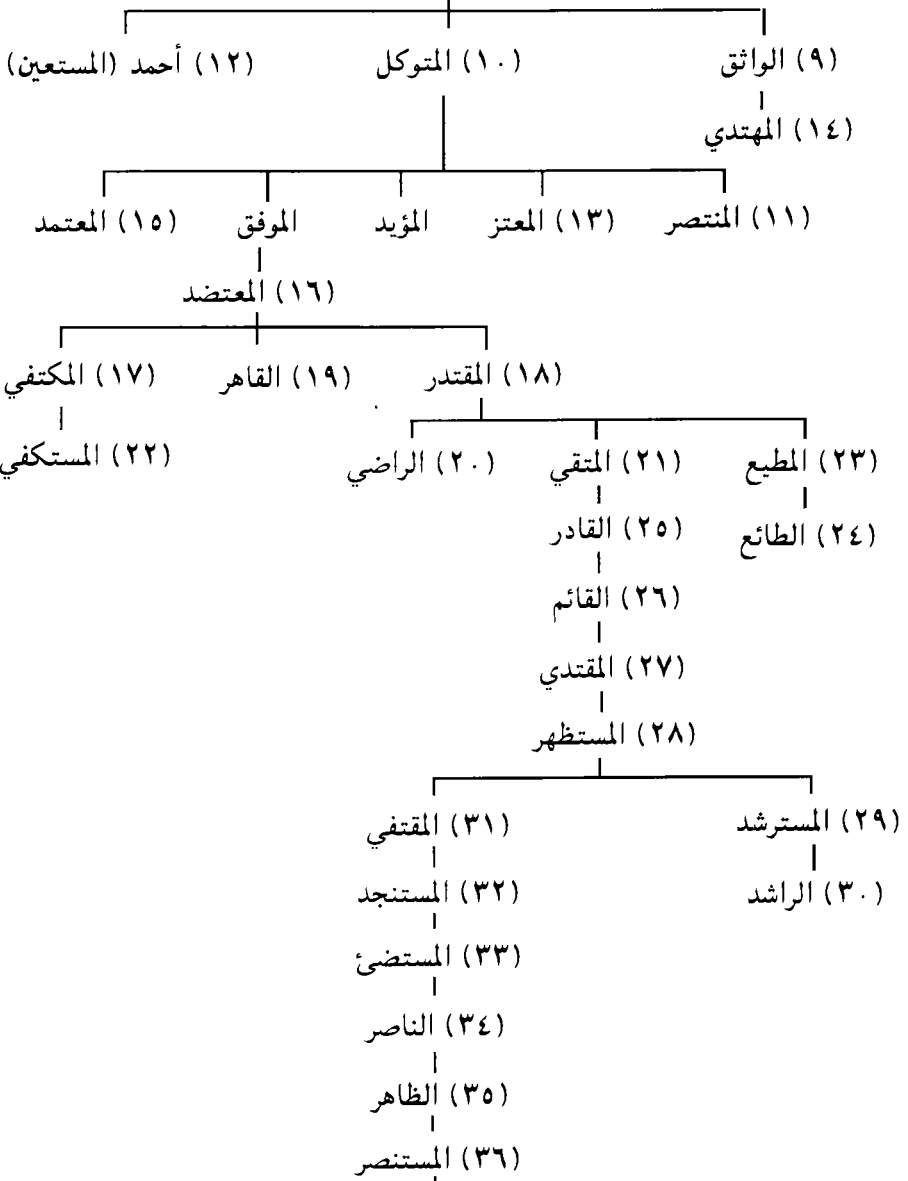 (٩) الواثق (١٠) المتوكل (١٢) أحمد (المستعين)
(١٤) المهتدي
(١١) المنتصر (١٣) المعتز المؤيد الموفق (١٥) المعتمد
(١٦) المعتضد
(١٨) المقتدر (١٩) القاهر (١٧) المكتفي
(٢٣) المطيع (٢١) المتقي (٢٠) الراضي (٢٢) المستكفي
(٢٤) الطائع (٢٥) القادر
(٢٦) القائم
(٢٧) المقتدي
(٢٨) المستظهر
(٢٩) المسترشد (٣١) المقتفي
(٣٠) الراشد (٣٢) المستنجد
(٣٣) المستضئ
(٣٤) الناصر
(٣٥) الظاهر
(٣٦) المستنصر